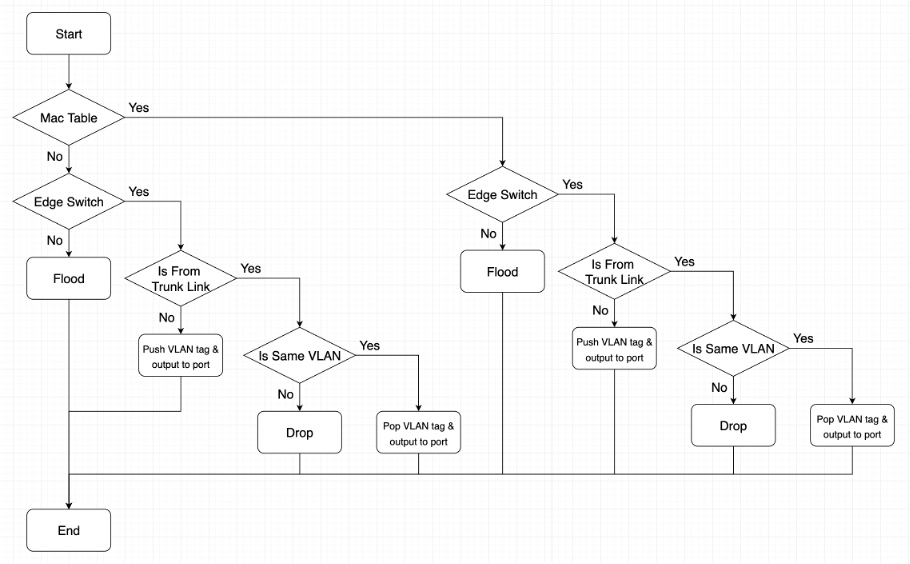 Start
Mac Table
Yes
No
Edge Switch
Yes
No
Flood
Is From
Trunk Link
Yes
No
Push VLAN tag &
output to port
Is Same VLAN
Yes
No
Drop
Pop VLAN tag &
output to port
Edge Switch
Yes
No
Flood
Is From
Trunk Link
Yes
No
Push VLAN tag &
output to port
Is Same VLAN
Yes
No
Drop
Pop VLAN tag &
output to port
End